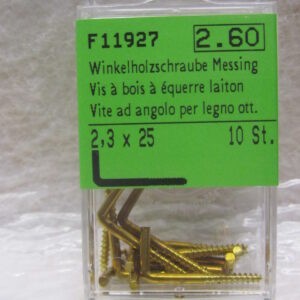 F11927 2.60
Winkelholzschraube Messing
Vis à bois à équerre laiton
Vite ad angolo per legno ott.
2,3 x 25 10 St.